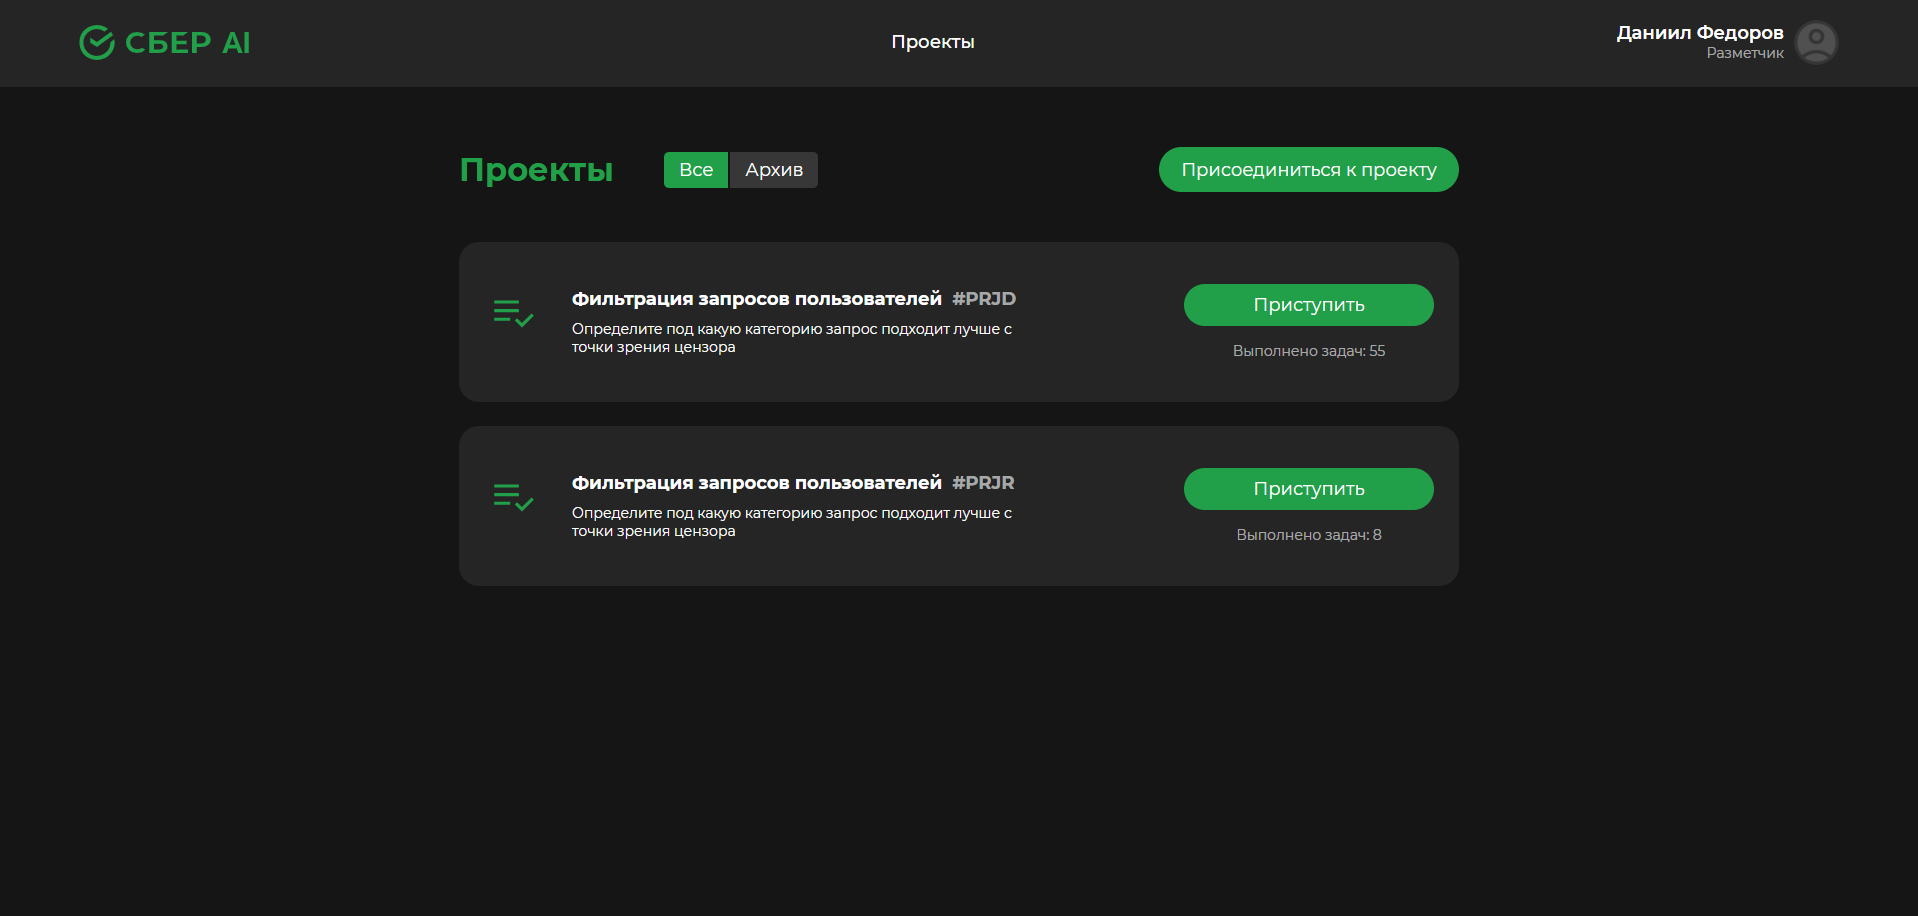 СБЕР AI
Проекты
Даниил Федоров
Разметчик
Проекты
Все
Архив
Присоединиться к проекту
Фильтрация запросов пользователей #PRJD
Определите под какую категорию запрос подходит лучше с
точки зрения цензора
Приступить
Выполнено задач: 55
Фильтрация запросов пользователей #PRJR
Определите под какую категорию запрос подходит лучше с
точки зрения цензора
Приступить
Выполнено задач: 8